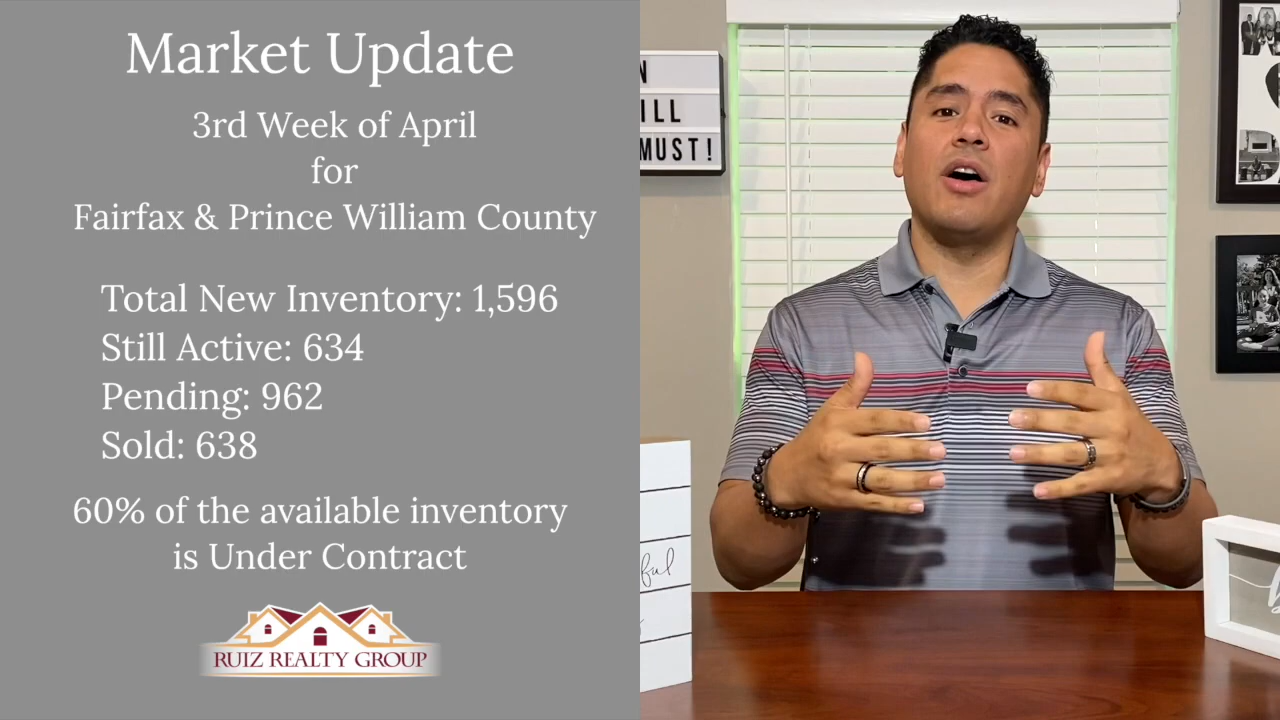 Market Update
3rd Week of April
for
Fairfax & Prince William County
Total New Inventory: 1,596
Still Active: 634
Pending: 962
Sold: 638
60% of the available inventory
is Under Contract
RUIZ REALTY GROUP
N
ILL
MUST!
ful